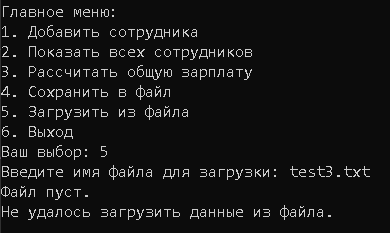 Главное меню:
1. Добавить сотрудника
2. Показать всех сотрудников
3. Рассчитать общую зарплату
4. Сохранить в файл
5. Загрузить из файла
6. Выход
Ваш выбор: 5
Введите имя файла для загрузки: test3.txt
Файл пуст.
Не удалось загрузить данные из файла.